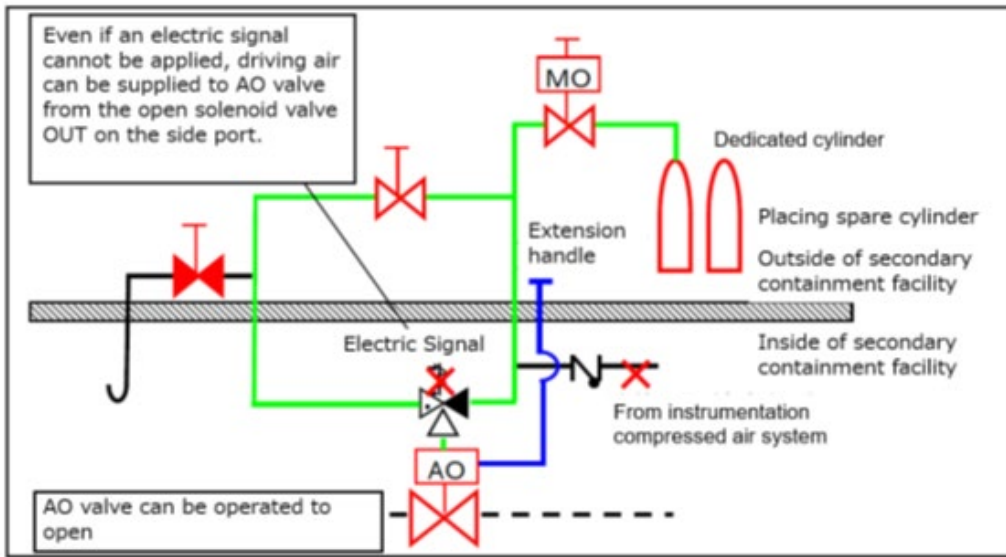 Even if an electric signal
cannot be applied, driving air
can be supplied to AO valve
from the open solenoid valve
OUT on the side port.
MO
Dedicated cylinder
Placing spare cylinder
Extension
handle
Outside of secondary
containment facility
Electric Signal
Inside of secondary
containment facility
From instrumentation
compressed air system
AO
AO valve can be operated to
open